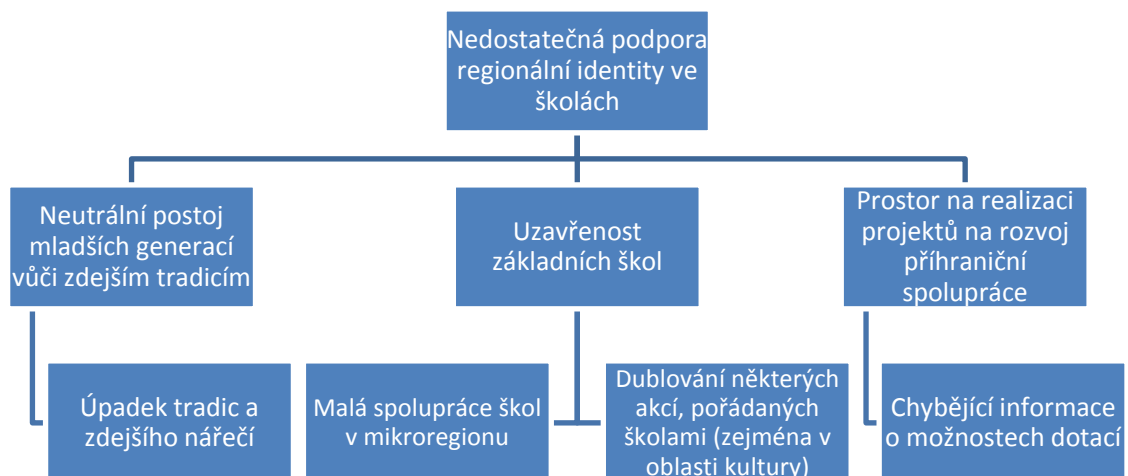 Nedostatečná podpora
regionální identity ve
školách
Neutrální postoj
mladších generací
vůči zdejším tradicím
Uzavřenost
základních škol
Prostor na realizaci
projektů na rozvoj
příhraniční
spolupráce
Úpadek tradic a
zdejšího nářečí
Malá spolupráce škol
v mikroregionu
Dublování některých
akcí, pořádaných
školami (zejména v
oblasti kultury)
Chybějící informace
o možnostech dotací